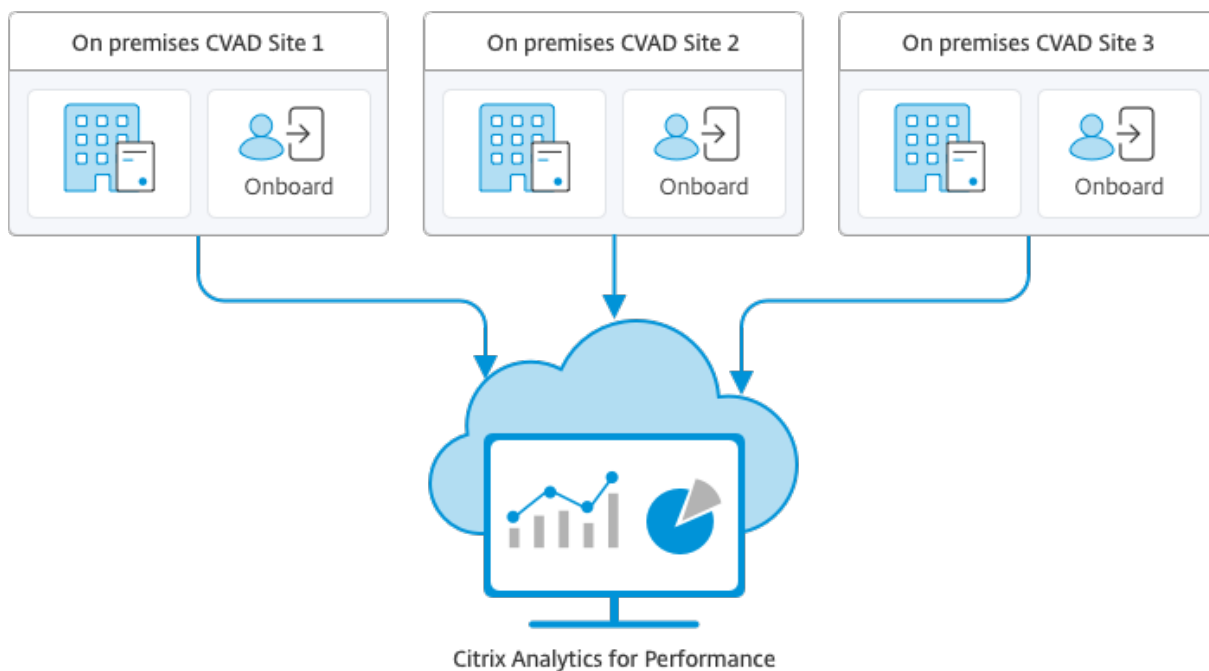 On premises CVAD Site 1
On premises CVAD Site 2
On premises CVAD Site 3
Onboard
Onboard
Onboard
Citrix Analytics for Performance